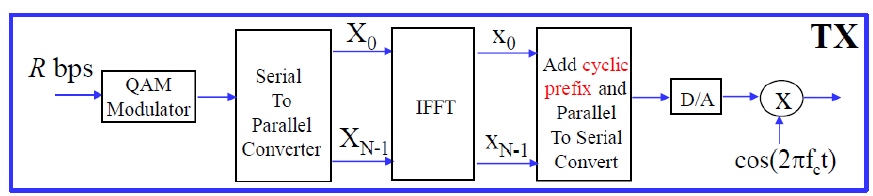 TX
R bps
QAM
Modulator
Serial
To
Parallel
Converter
X0
XN-1
IFFT
x0
xN-1
Add cyclic
prefix and
Parallel
To Serial
Convert
D/A
X
cos(2πfct)